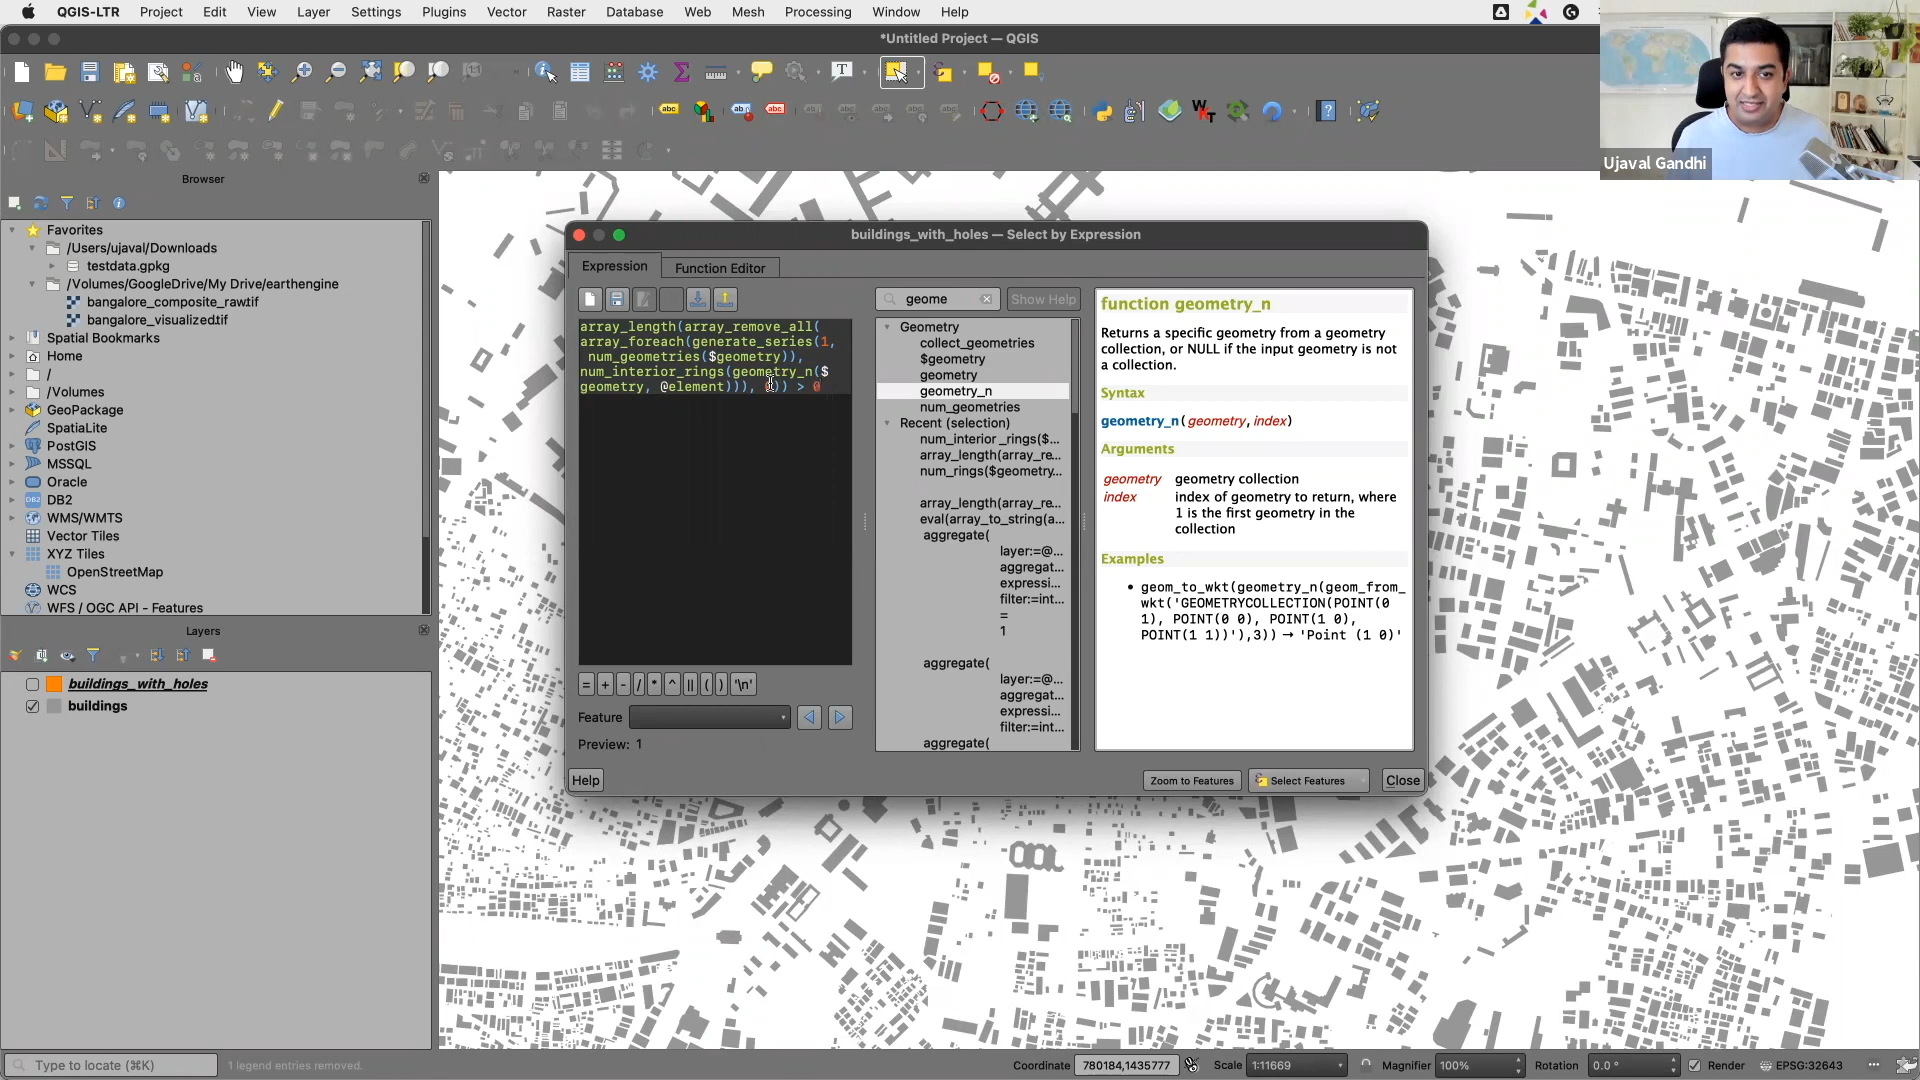 QGIS-LTR Project Edit View Layer Settings Plugins Vector Raster Database Web Mesh Processing Window Help
*Untitled Project — QGIS
Ujaval Gandhi
Browser
Favorites
/Users/ujaval/Downloads
testdata.gpkg
/Volumes/GoogleDrive/My Drive/earthengine
bangalore_composite_raw.tif
bangalore_visualized.tif
Spatial Bookmarks
Home
/
/Volumes
GeoPackage
SpatiaLite
PostGIS
MSSQL
Oracle
DB2
WMS/WMTS
Vector Tiles
XYZ Tiles
OpenStreetMap
WCS
WFS / OGC API - Features
Layers
buildings_with_holes
buildings
buildings_with_holes — Select by Expression
Expression Function Editor
array_length(array_remove_all(
array_foreach(generate_series(1,
num_geometries($geometry)),
num_interior_rings(geometry_n($
geometry, @element))), 0)) > 0
= + - / * ^ || ( ) '\n'
Feature
Preview: 1
Help
geome Show Help
Geometry
collect_geometries
$geometry
geometry
geometry_n
num_geometries
Recent (selection)
num_interior _rings($...
array_length(array_re...
num_rings($geometry...
array_length(array_re...
eval(array_to_string(a...
aggregate(
layer:=@...
aggregat...
expressi...
filter:=int...
=
1
aggregate(
layer:=@...
aggregat...
expressi...
filter:=int...
aggregate(
function geometry_n
Returns a specific geometry from a geometry
collection, or NULL if the input geometry is not
a collection.
Syntax
geometry_n(geometry,index)
Arguments
geometry geometry collection
index index of geometry to return, where
1 is the first geometry in the
collection
Examples
• geom_to_wkt(geometry_n(geom_from_
wkt('GEOMETRYCOLLECTION(POINT(0
1), POINT(0 0), POINT(1 0),
POINT(1 1))'),3)) → 'Point (1 0)'
Zoom to Features Select Features Close
Type to locate (⌘K) 1 legend entries removed. Coordinate 780184,1435777 Scale 1:11669 Magnifier 100% Rotation 0.0 ° Render EPSG:32643